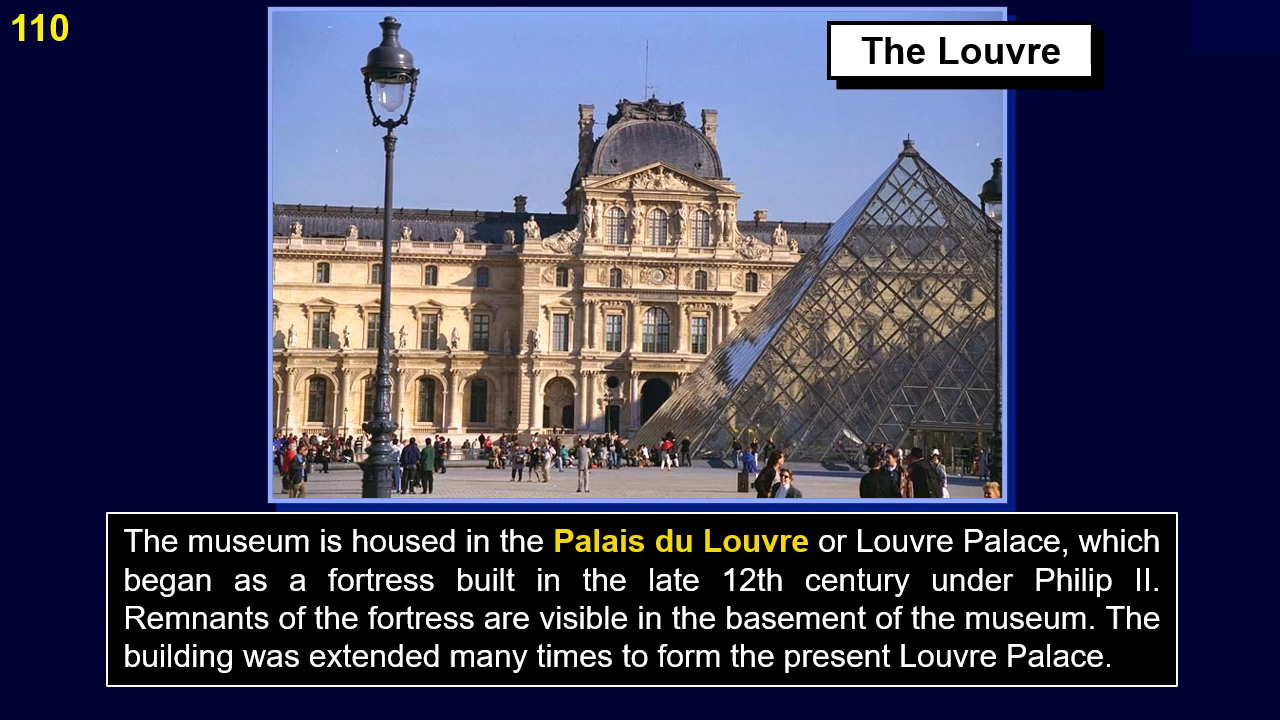 110
The Louvre
The museum is housed in the Palais du Louvre or Louvre Palace, which
began as a fortress built in the late 12th century under Philip II.
Remnants of the fortress are visible in the basement of the museum. The
building was extended many times to form the present Louvre Palace.